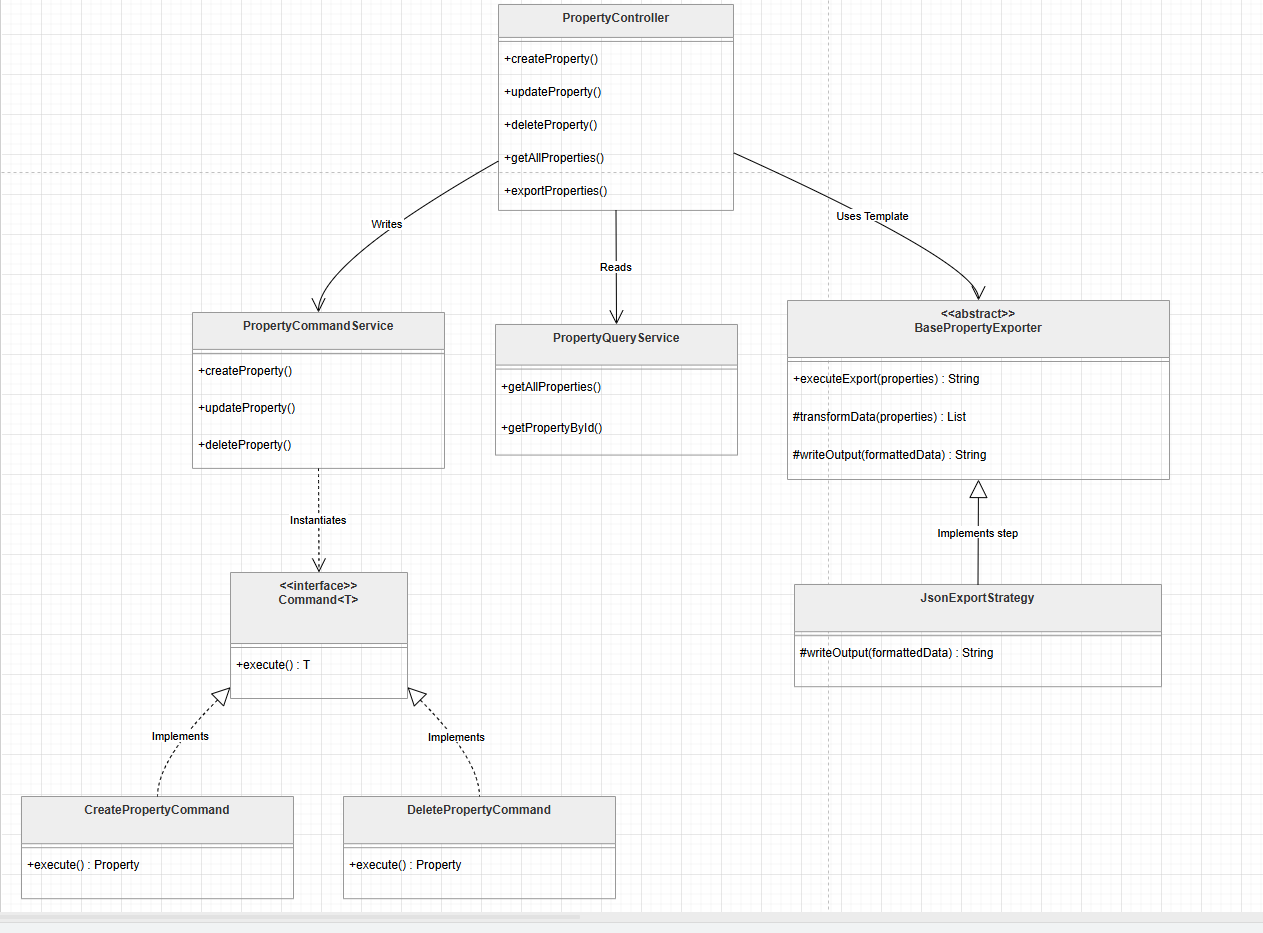 PropertyController
+createProperty()
+updateProperty()
+deleteProperty()
+getAllProperties()
+exportProperties()
Writes
Reads
Uses Template
PropertyCommandService
+createProperty()
+updateProperty()
+deleteProperty()
PropertyQueryService
+getAllProperties()
+getPropertyById()
<<abstract>>
BasePropertyExporter
+executeExport(properties) : String
#transformData(properties) : List
#writeOutput(formattedData) : String
Instantiates
Implements step
<<interface>>
Command<T>
+execute() : T
JsonExportStrategy
#writeOutput(formattedData) : String
Implements
Implements
CreatePropertyCommand
+execute() : Property
DeletePropertyCommand
+execute() : Property